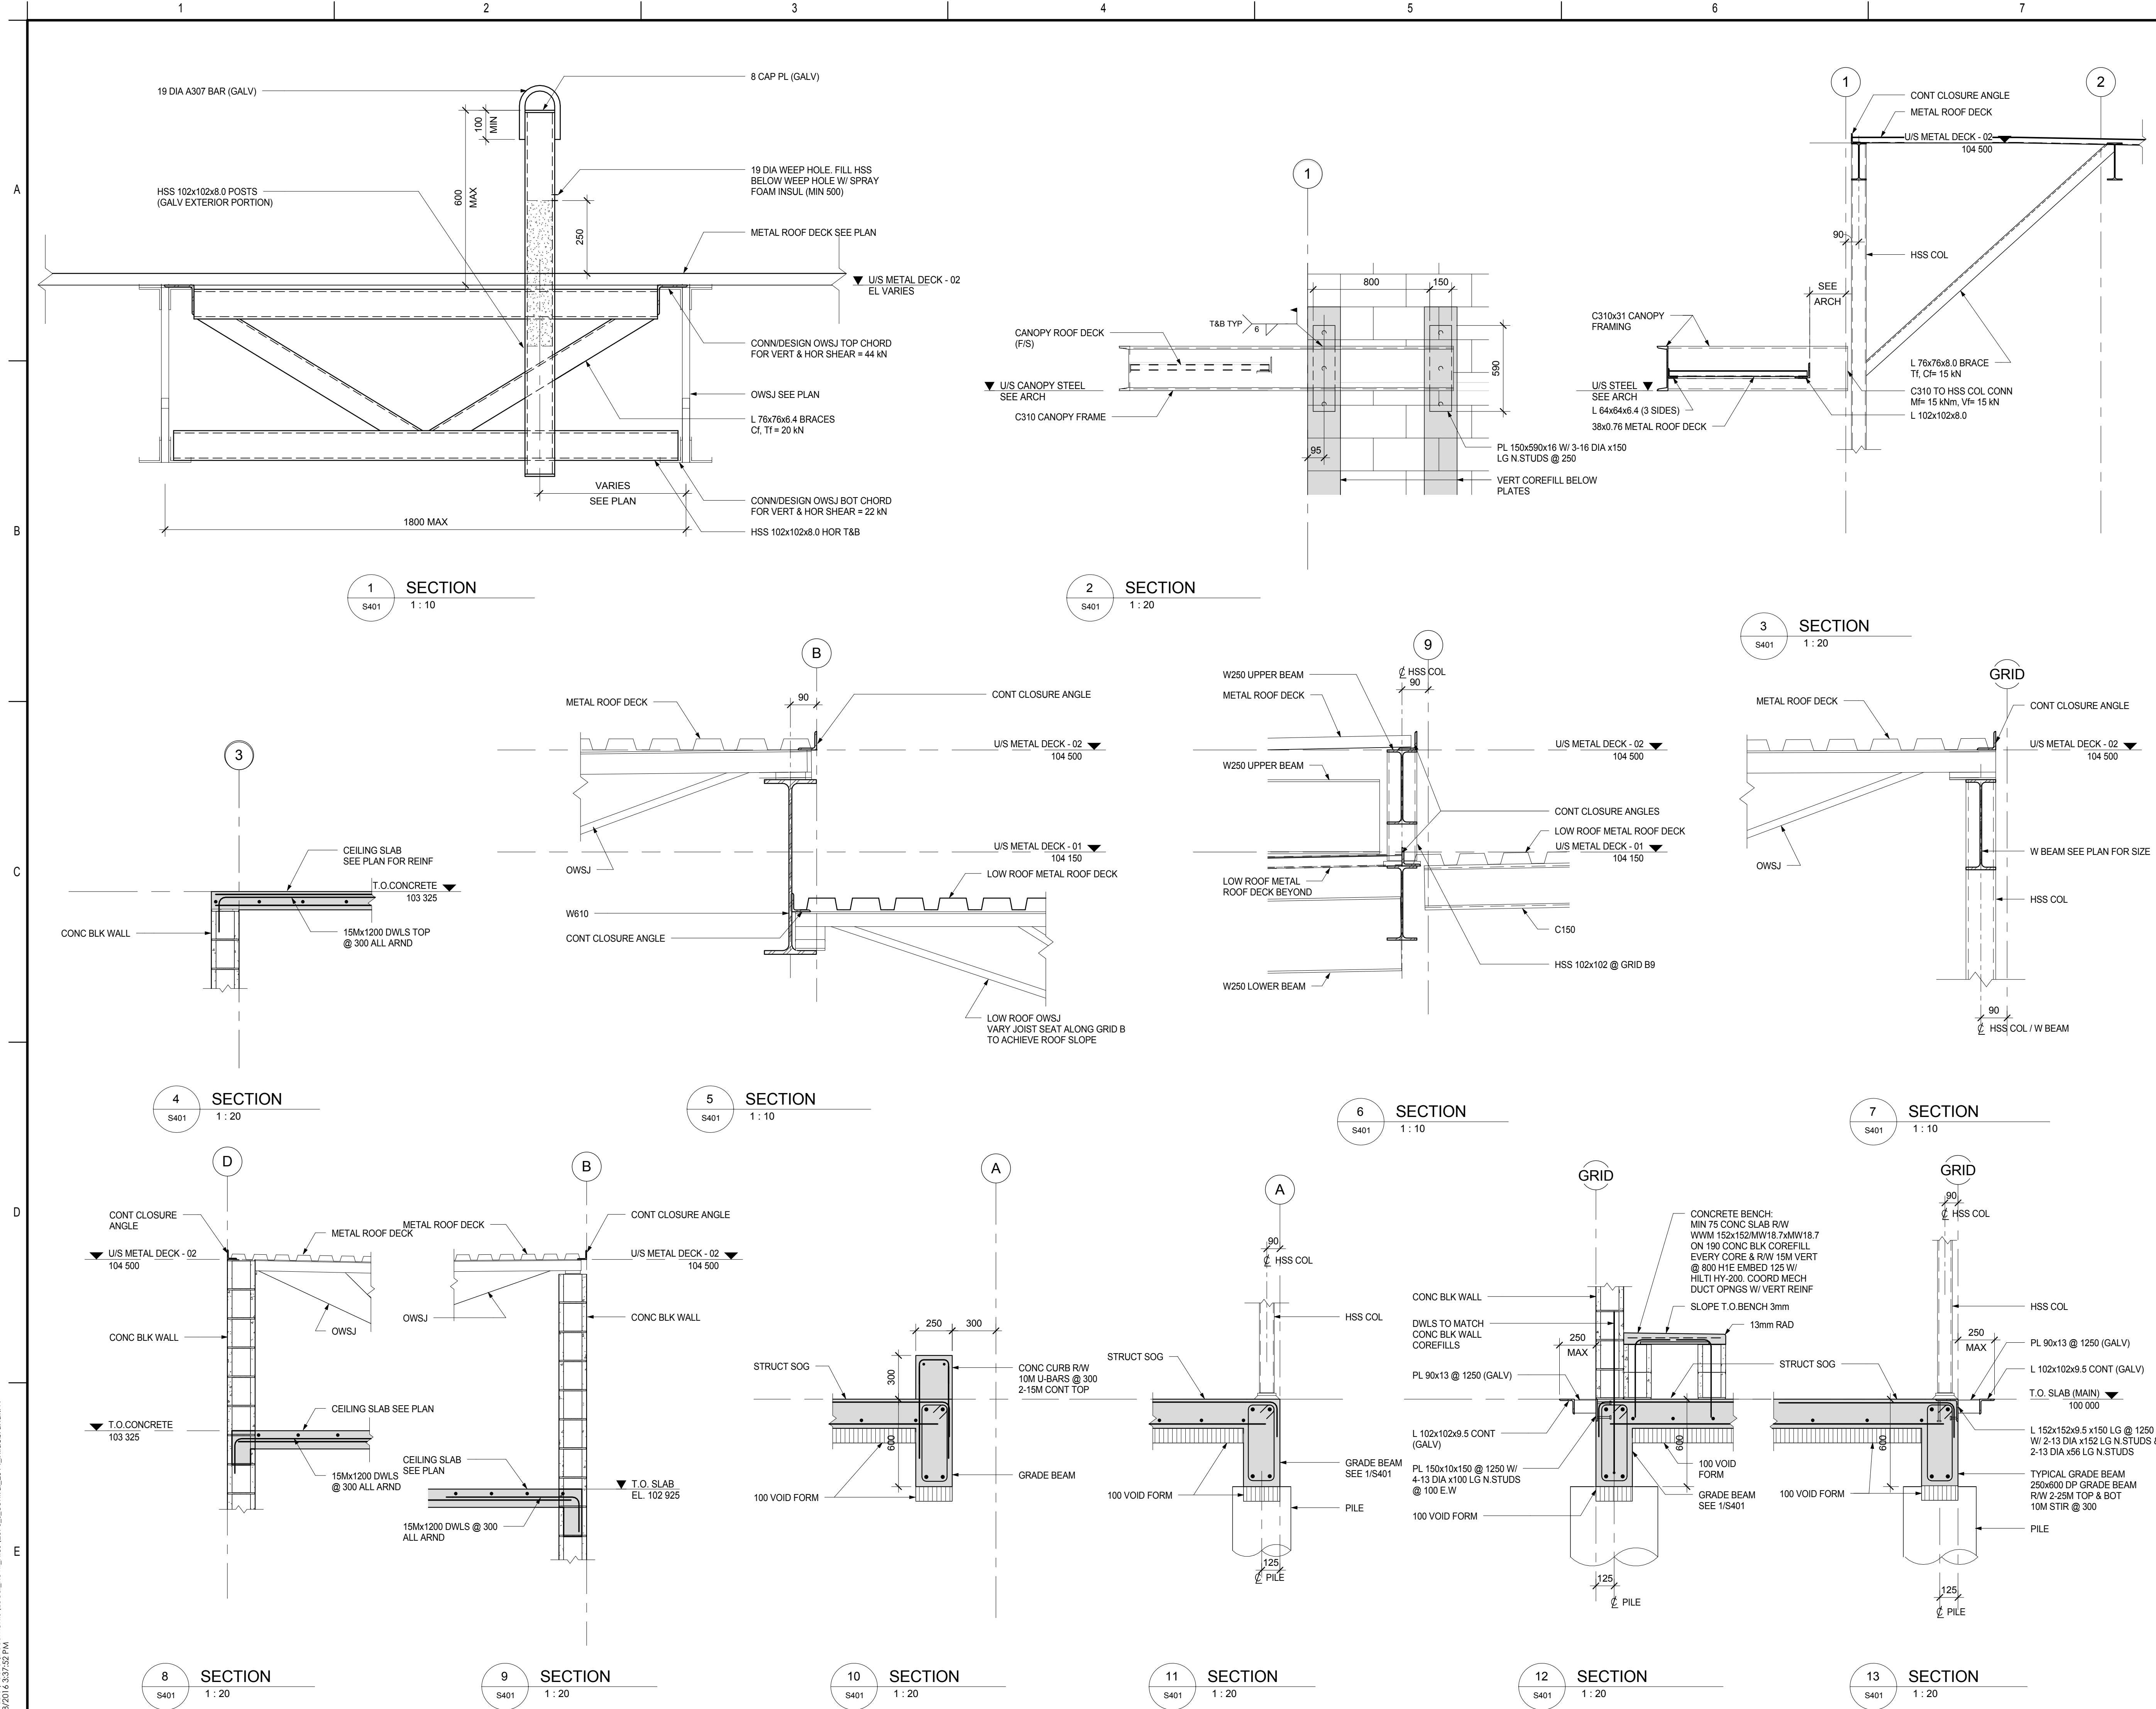 1 2 3 4 5 6 7
A
B
C
D
E
19 DIA A307 BAR (GALV)
8 CAP PL (GALV)
100
MIN
600
MAX
19 DIA WEEP HOLE. FILL HSS
BELOW WEEP HOLE W/ SPRAY
FOAM INSUL (MIN 500)
HSS 102x102x8.0 POSTS
(GALV EXTERIOR PORTION)
250
METAL ROOF DECK SEE PLAN
U/S METAL DECK - 02
EL VARIES
CONN/DESIGN OWSJ TOP CHORD
FOR VERT & HOR SHEAR = 44 kN
OWSJ SEE PLAN
L 76x76x6.4 BRACES
Cf, Tf = 20 kN
VARIES
SEE PLAN
CONN/DESIGN OWSJ BOT CHORD
FOR VERT & HOR SHEAR = 22 kN
1800 MAX
HSS 102x102x8.0 HOR T&B
1
S401
SECTION
1 : 10
1
800
150
T&B TYP
6
CANOPY ROOF DECK
(F/S)
590
U/S CANOPY STEEL
SEE ARCH
C310 CANOPY FRAME
95
PL 150x590x16 W/ 3-16 DIA x150
LG N.STUDS @ 250
VERT COREFILL BELOW
PLATES
2
S401
SECTION
1 : 20
1
2
CONT CLOSURE ANGLE
METAL ROOF DECK
U/S METAL DECK - 02
104 500
90
HSS COL
SEE
ARCH
C310x31 CANOPY
FRAMING
L 76x76x8.0 BRACE
Tf, Cf= 15 kN
U/S STEEL
SEE ARCH
C310 TO HSS COL CONN
Mf= 15 kNm, Vf= 15 kN
L 64x64x6.4 (3 SIDES)
L 102x102x8.0
38x0.76 METAL ROOF DECK
3
S401
SECTION
1 : 20
3
CEILING SLAB
SEE PLAN FOR REINF
T.O.CONCRETE
103 325
CONC BLK WALL
15Mx1200 DWLS TOP
@ 300 ALL ARND
4
S401
SECTION
1 : 20
B
METAL ROOF DECK
90
CONT CLOSURE ANGLE
U/S METAL DECK - 02
104 500
OWSJ
U/S METAL DECK - 01
104 150
LOW ROOF METAL ROOF DECK
W610
CONT CLOSURE ANGLE
LOW ROOF OWSJ
VARY JOIST SEAT ALONG GRID B
TO ACHIEVE ROOF SLOPE
5
S401
SECTION
1 : 10
9
W250 UPPER BEAM
℄ HSS COL
90
METAL ROOF DECK
U/S METAL DECK - 02
104 500
W250 UPPER BEAM
CONT CLOSURE ANGLES
LOW ROOF METAL ROOF DECK
U/S METAL DECK - 01
104 150
LOW ROOF METAL
ROOF DECK BEYOND
C150
HSS 102x102 @ GRID B9
W250 LOWER BEAM
6
S401
SECTION
1 : 10
GRID
METAL ROOF DECK
CONT CLOSURE ANGLE
U/S METAL DECK - 02
104 500
W BEAM SEE PLAN FOR SIZE
OWSJ
HSS COL
90
℄ HSS COL / W BEAM
7
S401
SECTION
1 : 10
D
CONT CLOSURE
ANGLE
METAL ROOF DECK
U/S METAL DECK - 02
104 500
CONC BLK WALL
OWSJ
CEILING SLAB SEE PLAN
T.O.CONCRETE
103 325
15Mx1200 DWLS
@ 300 ALL ARND
8
S401
SECTION
1 : 20
B
METAL ROOF DECK
CONT CLOSURE ANGLE
U/S METAL DECK - 02
104 500
OWSJ
CONC BLK WALL
CEILING SLAB
SEE PLAN
T.O. SLAB
EL. 102 925
15Mx1200 DWLS @ 300
ALL ARND
9
S401
SECTION
1 : 20
A
250
300
STRUCT SOG
300
CONC CURB R/W
10M U-BARS @ 300
2-15M CONT TOP
600
GRADE BEAM
100 VOID FORM
10
S401
SECTION
1 : 20
A
90
℄ HSS COL
HSS COL
STRUCT SOG
GRADE BEAM
SEE 1/S401
100 VOID FORM
PILE
125
℄ PILE
11
S401
SECTION
1 : 20
GRID
CONCRETE BENCH:
MIN 75 CONC SLAB R/W
WWM 152x152/MW18.7xMW18.7
ON 190 CONC BLK COREFILL
EVERY CORE & R/W 15M VERT
@ 800 H1E EMBED 125 W/
HILTI HY-200. COORD MECH
DUCT OPNGS W/ VERT REINF
CONC BLK WALL
SLOPE T.O.BENCH 3mm
DWLS TO MATCH
CONC BLK WALL
COREFILLS
13mm RAD
250
MAX
STRUCT SOG
PL 90x13 @ 1250 (GALV)
L 102x102x9.5 CONT
(GALV)
600
PL 150x10x150 @ 1250 W/
4-13 DIA x100 LG N.STUDS
@ 100 E.W
100 VOID
FORM
GRADE BEAM
SEE 1/S401
100 VOID FORM
125
℄ PILE
12
S401
SECTION
1 : 20
GRID
90
℄ HSS COL
HSS COL
250
MAX
PL 90x13 @ 1250 (GALV)
L 102x102x9.5 CONT (GALV)
T.O. SLAB (MAIN)
100 000
600
L 152x152x9.5 x150 LG @ 1250
W/ 2-13 DIA x152 LG N.STUDS &
2-13 DIA x56 LG N.STUDS
TYPICAL GRADE BEAM
250x600 DP GRADE BEAM
R/W 2-25M TOP & BOT
10M STIR @ 300
100 VOID FORM
PILE
125
℄ PILE
13
S401
SECTION
1 : 20
3/2016 3:37:52 PM